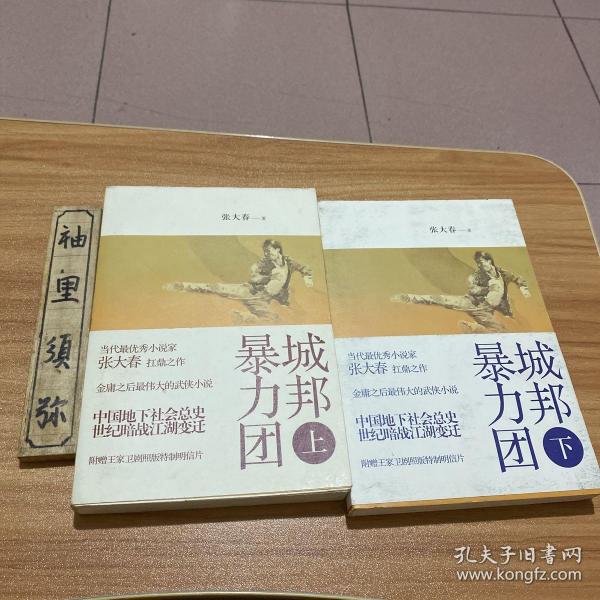 袖里須弥
张大春 著
当代最优秀小说家
张大春 扛鼎之作
金庸之后最伟大的武侠小说
中国地下社会总史
世纪暗战江湖变迁
附赠王家卫剧照版特制明信片
城邦
暴力团
上
张大春 著
当代最优秀小说家
张大春 扛鼎之作
金庸之后最伟大的武侠小说
中国地下社会总史
世纪暗战江湖变迁
附赠王家卫剧照版特制明信片
城邦
暴力团
下
孔夫子旧书网
www.kongfz.com